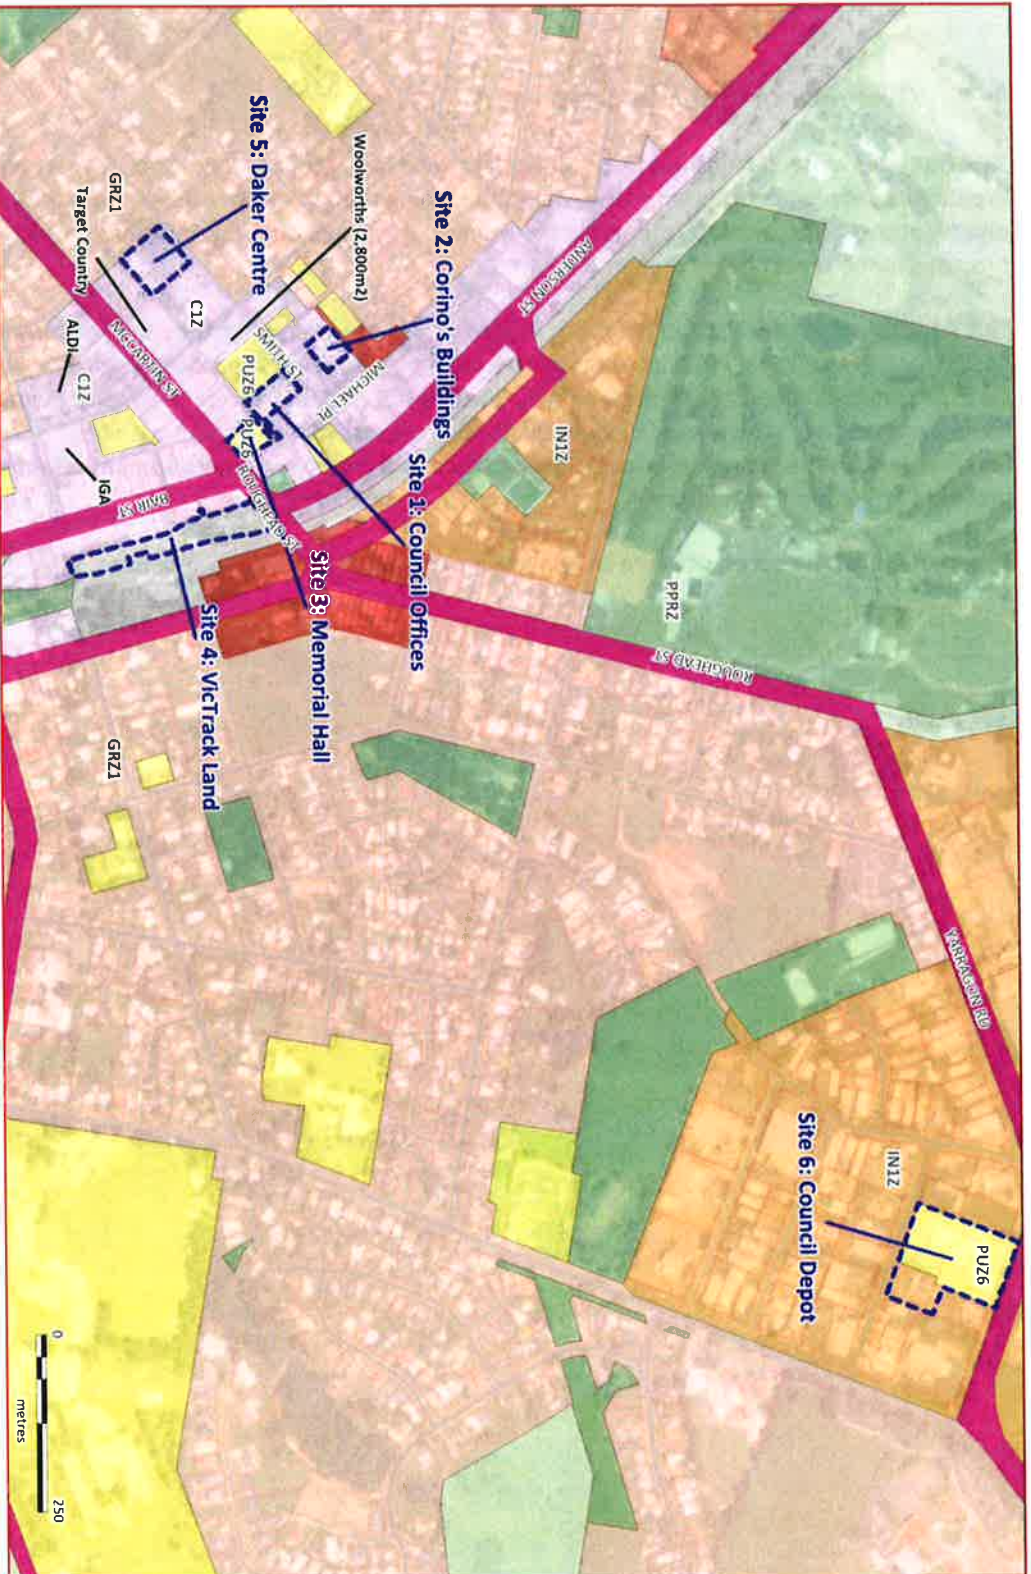 YARRAGON RD
PUZ6
IN1Z
Site 6: Council Depot
ANDERSON ST
IN1Z
PPRZ
ROUGHEAD ST
Site 2: Corino's Buildings
Site 1: Council Offices
Woolworths (2,800m2)
MICHAEL PL
Site 3: Memorial Hall
SMITH ST
PUZ6
PUZ6
ROUGHEAD ST
Site 5: Daker Centre
C1Z
Site 4: VicTrack Land
GRZ1
Target Country
MCCARTIN ST
BAIR ST
ALDI
C1Z
IGA
GRZ1
0
250
metres